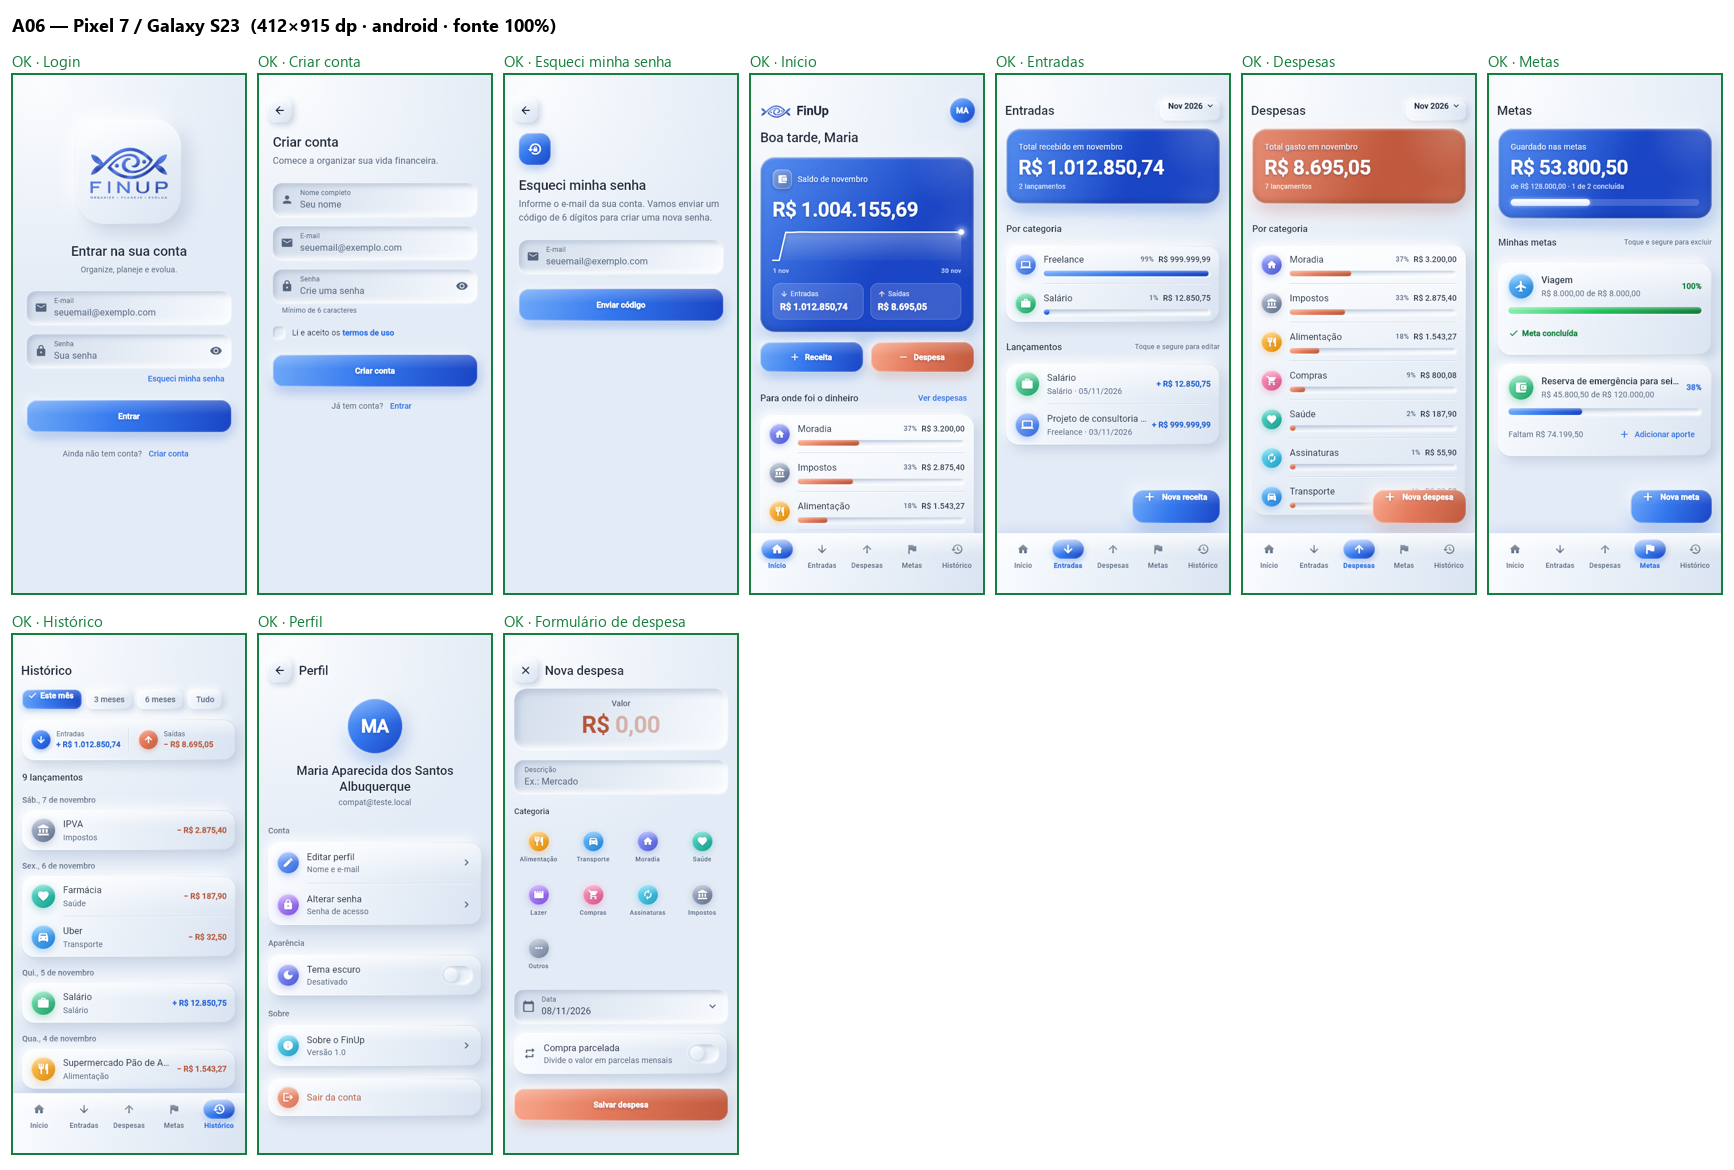 A06 — Pixel 7 / Galaxy S23 (412×915 dp · android · fonte 100%)
OK · Login
FINUP
ORGANIZE • PLANEJE • EVOLUA
Entrar na sua conta
Organize, planeje e evolua.
E-mail
seuemail@exemplo.com
Senha
Sua senha
Esqueci minha senha
Entrar
Ainda não tem conta? Criar conta
OK · Criar conta
Criar conta
Comece a organizar sua vida financeira.
Nome completo
Seu nome
E-mail
seuemail@exemplo.com
Senha
Crie uma senha
Mínimo de 6 caracteres
Li e aceito os termos de uso
Criar conta
Já tem conta? Entrar
OK · Esqueci minha senha
Esqueci minha senha
Informe o e-mail da sua conta. Vamos enviar um
código de 6 dígitos para criar uma nova senha.
E-mail
seuemail@exemplo.com
Enviar código
OK · Início
FinUp
MA
Boa tarde, Maria
Saldo de novembro
R$ 1.004.155,69
1 nov
30 nov
Entradas
R$ 1.012.850,74
Saídas
R$ 8.695,05
+ Receita
− Despesa
Para onde foi o dinheiro
Ver despesas
Moradia 37% R$ 3.200,00
Impostos 33% R$ 2.875,40
Alimentação 18% R$ 1.543,27
Início Entradas Despesas Metas Histórico
OK · Entradas
Entradas
Nov 2026
Total recebido em novembro
R$ 1.012.850,74
2 lançamentos
Por categoria
Freelance 99% R$ 999.999,99
Salário 1% R$ 12.850,75
Lançamentos
Toque e segure para editar
Salário
Salário · 05/11/2026
+ R$ 12.850,75
Projeto de consultoria ...
Freelance · 03/11/2026
+ R$ 999.999,99
+ Nova receita
Início Entradas Despesas Metas Histórico
OK · Despesas
Despesas
Nov 2026
Total gasto em novembro
R$ 8.695,05
7 lançamentos
Por categoria
Moradia 37% R$ 3.200,00
Impostos 33% R$ 2.875,40
Alimentação 18% R$ 1.543,27
Compras 9% R$ 800,08
Saúde 2% R$ 187,90
Assinaturas 1% R$ 55,90
Transporte
+ Nova despesa
Início Entradas Despesas Metas Histórico
OK · Metas
Metas
Guardado nas metas
R$ 53.800,50
de R$ 128.000,00 · 1 de 2 concluída
Minhas metas
Toque e segure para excluir
Viagem
R$ 8.000,00 de R$ 8.000,00
100%
Meta concluída
Reserva de emergência para sei...
R$ 45.800,50 de R$ 120.000,00
38%
Faltam R$ 74.199,50
+ Adicionar aporte
+ Nova meta
Início Entradas Despesas Metas Histórico
OK · Histórico
Histórico
Este mês
3 meses
6 meses
Tudo
Entradas
+ R$ 1.012.850,74
Saídas
− R$ 8.695,05
9 lançamentos
Sáb., 7 de novembro
IPVA
Impostos
− R$ 2.875,40
Sex., 6 de novembro
Farmácia
Saúde
− R$ 187,90
Uber
Transporte
− R$ 32,50
Qui., 5 de novembro
Salário
Salário
+ R$ 12.850,75
Qua., 4 de novembro
Supermercado Pão de A...
Alimentação
− R$ 1.543,27
Início Entradas Despesas Metas Histórico
OK · Perfil
Perfil
MA
Maria Aparecida dos Santos
Albuquerque
compat@teste.local
Conta
Editar perfil
Nome e e-mail
Alterar senha
Senha de acesso
Aparência
Tema escuro
Desativado
Sobre
Sobre o FinUp
Versão 1.0
Sair da conta
OK · Formulário de despesa
Nova despesa
Valor
R$ 0,00
Descrição
Ex.: Mercado
Categoria
Alimentação Transporte Moradia Saúde
Lazer Compras Assinaturas Impostos
Outros
Data
08/11/2026
Compra parcelada
Divide o valor em parcelas mensais
Salvar despesa